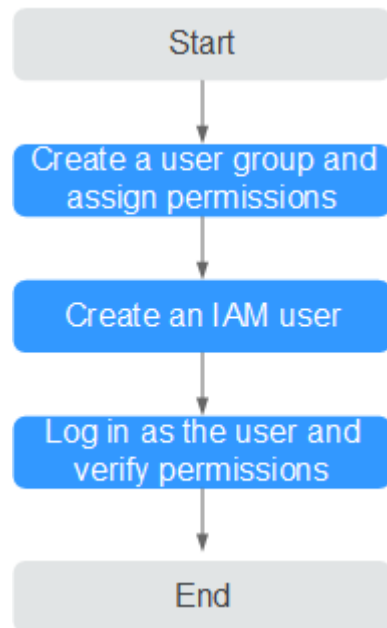 Start
Create a user group and
assign permissions
Create an IAM user
Log in as the user and
verify permissions
End